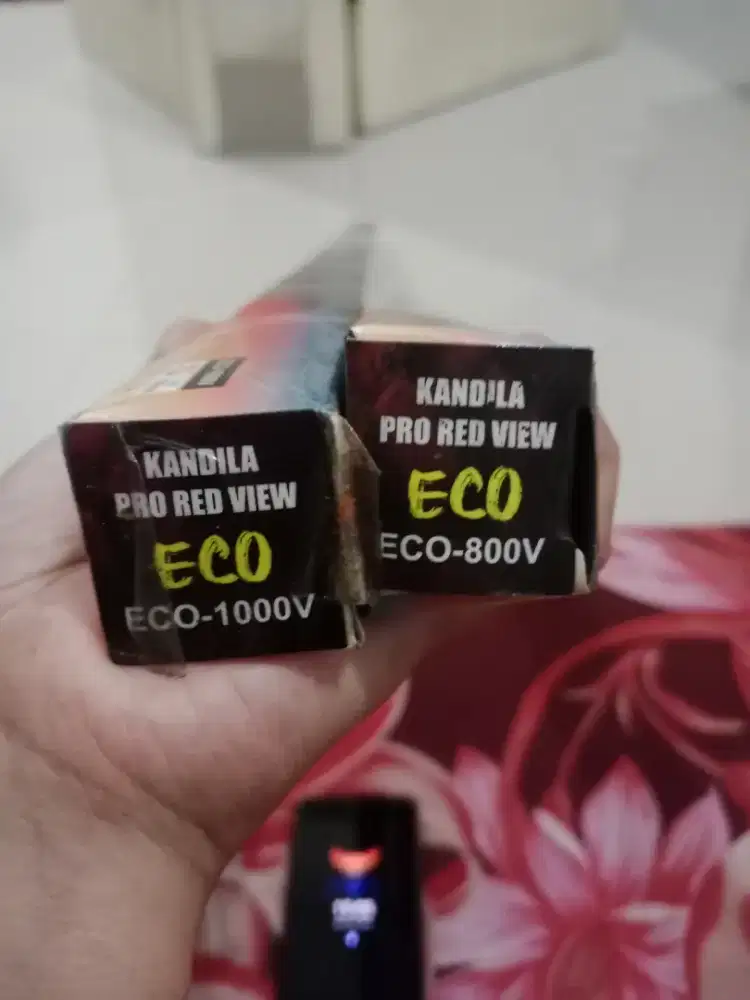 KANDILA
PRO RED VIEW
ECO
ECO-1000V
KANDILA
PRO RED VIEW
ECO
ECO-800V